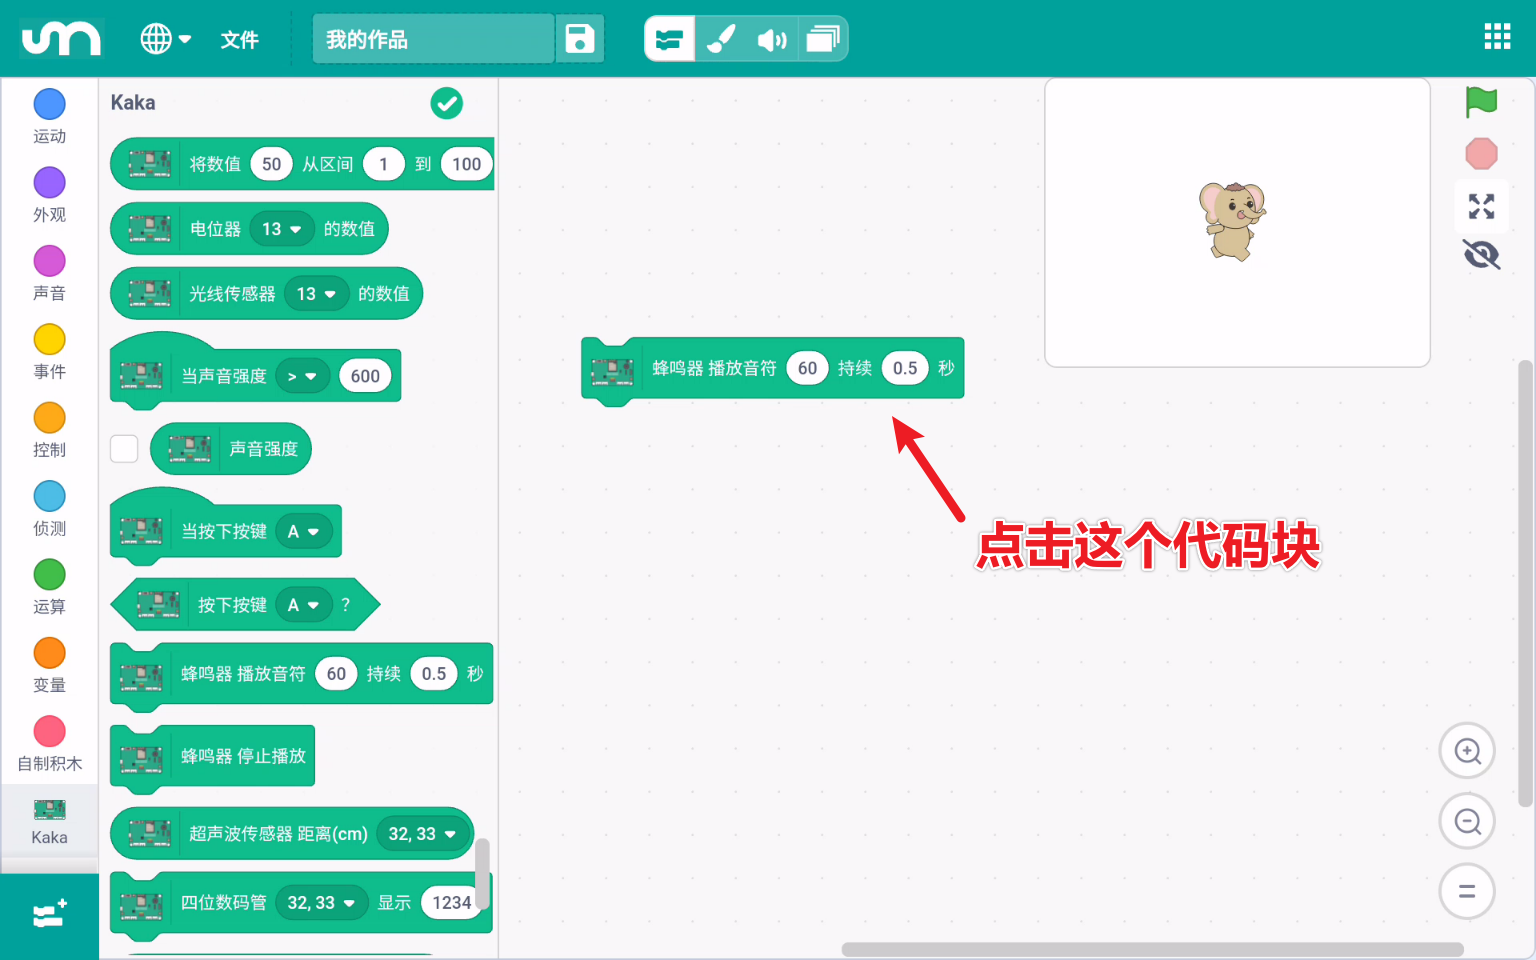 um
文件
我的作品
运动
外观
声音
事件
控制
侦测
运算
变量
自制积木
Kaka
Kaka
将数值 50 从区间 1 到 100
电位器 13 的数值
光线传感器 13 的数值
当声音强度 > 600
声音强度
当按下按键 A
按下按键 A ?
蜂鸣器 播放音符 60 持续 0.5 秒
蜂鸣器 停止播放
超声波传感器 距离(cm) 32, 33
四位数码管 32, 33 显示 1234
蜂鸣器 播放音符 60 持续 0.5 秒
点击这个代码块